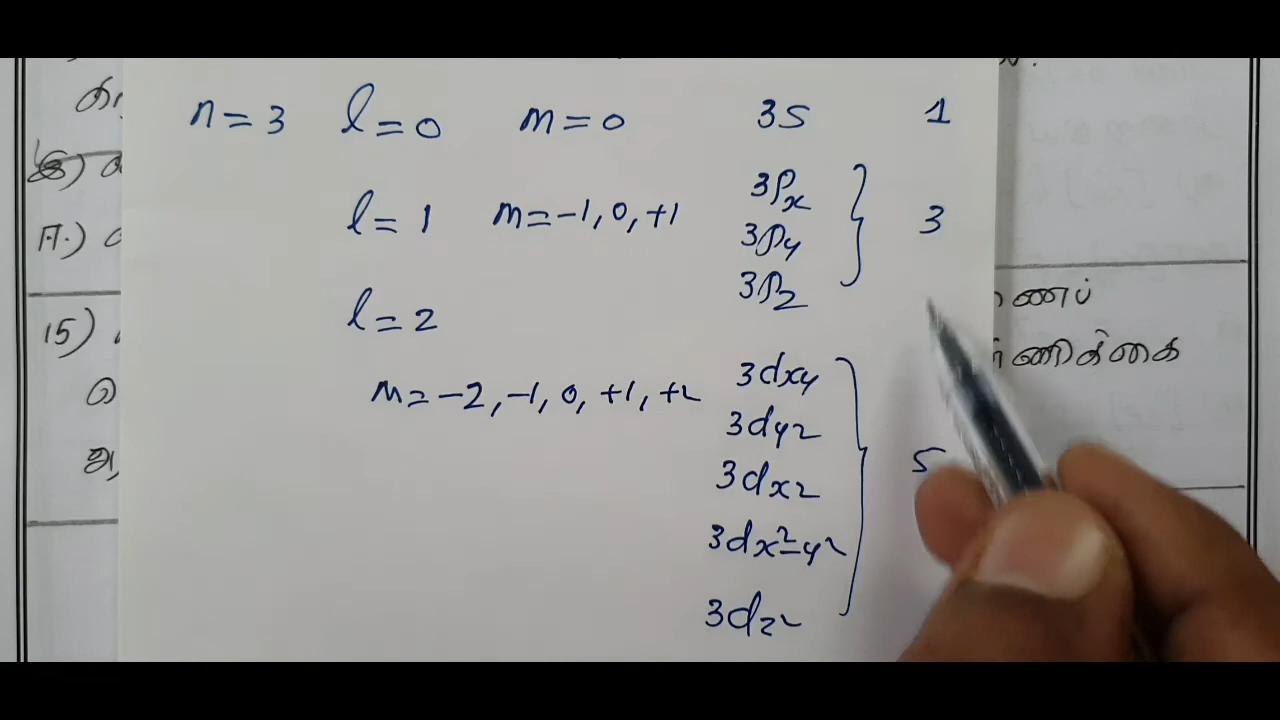 n = 3 l = 0 m = 0 3S 1
l = 1 m = -1, 0, +1 3Px 3Py 3Pz } 3
l = 2
m = -2, -1, 0, +1, +2 3dxy 3dyz 3dxz 3dx²-y² 3dz² } 5
15)
ணப்
ண்ணிக்கை